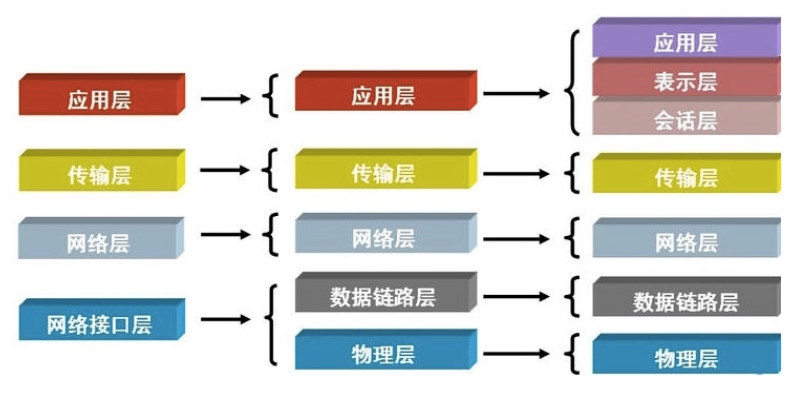 应用层
传输层
网络层
网络接口层
应用层
传输层
网络层
数据链路层
物理层
应用层
表示层
会话层
传输层
网络层
数据链路层
物理层